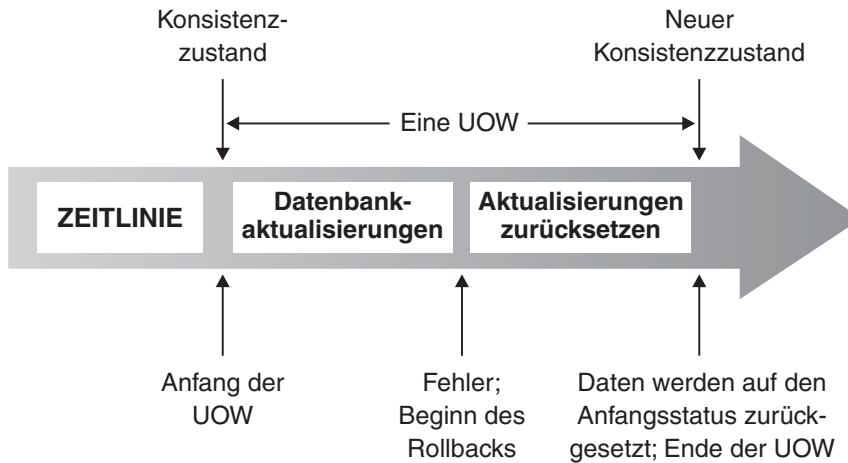 Konsistenz-
zustand
Neuer
Konsistenzzustand
Eine UOW
ZEITLINIE
Datenbank-
aktualisierungen
Aktualisierungen
zurücksetzen
Anfang der
UOW
Fehler;
Beginn des
Rollbacks
Daten werden auf den
Anfangsstatus zurück-
gesetzt; Ende der UOW